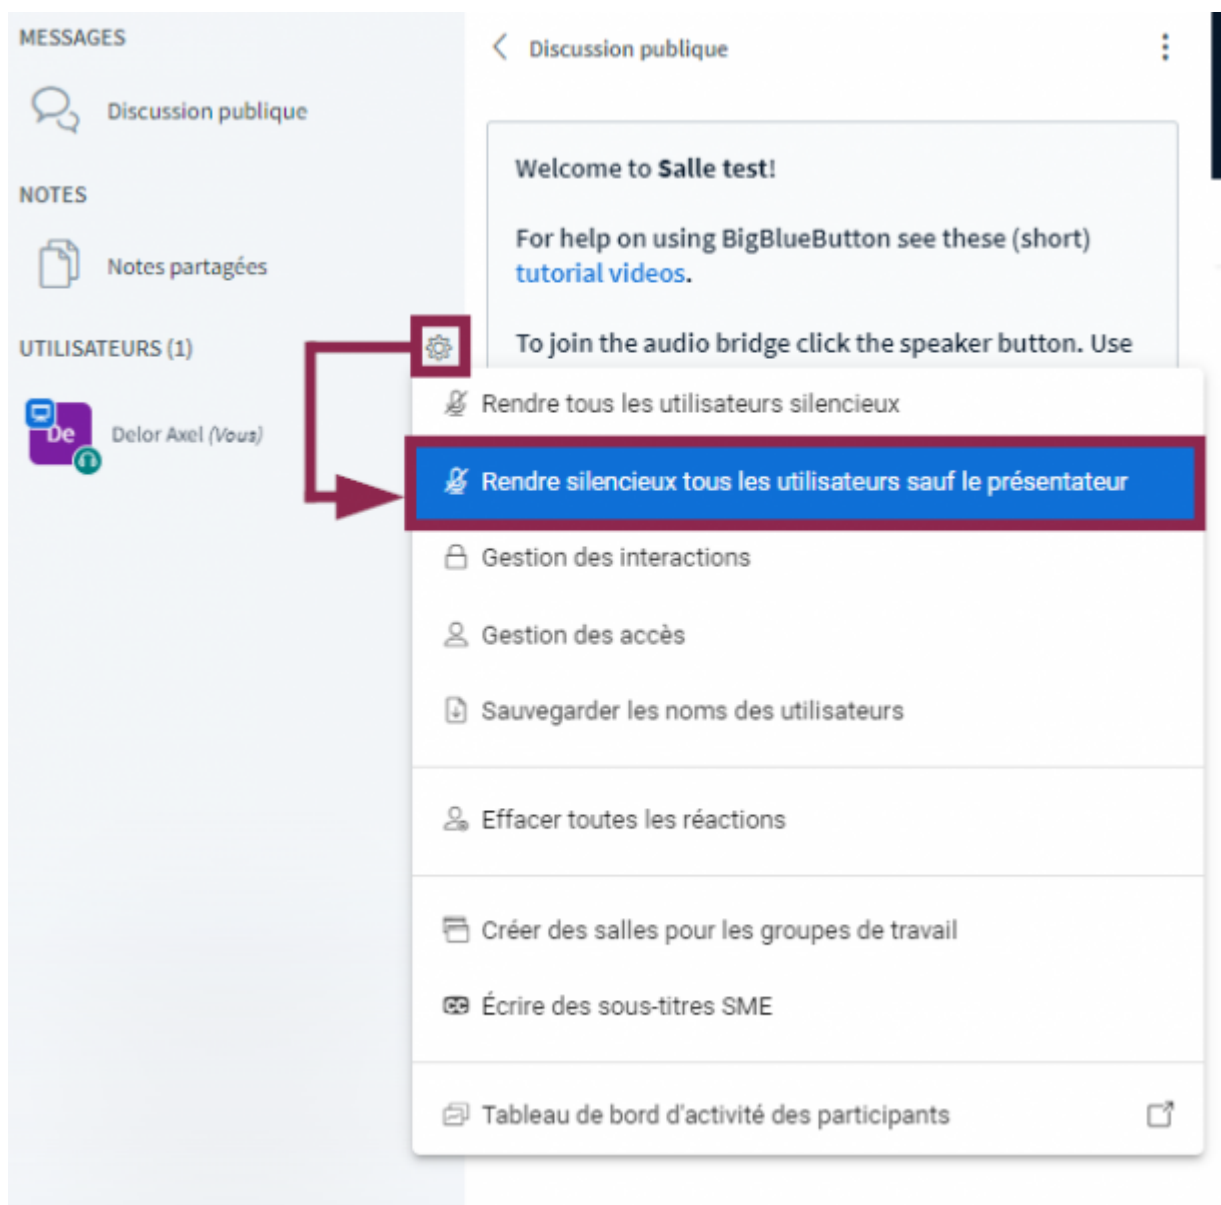 MESSAGES
Discussion publique
NOTES
Notes partagées
UTILISATEURS (1)
De
Delor Axel (Vous)
Discussion publique
Welcome to Salle test!
For help on using BigBlueButton see these (short)
tutorial videos.
To join the audio bridge click the speaker button. Use
Rendre tous les utilisateurs silencieux
Rendre silencieux tous les utilisateurs sauf le présentateur
Gestion des interactions
Gestion des accès
Sauvegarder les noms des utilisateurs
Effacer toutes les réactions
Créer des salles pour les groupes de travail
CC Écrire des sous-titres SME
Tableau de bord d'activité des participants